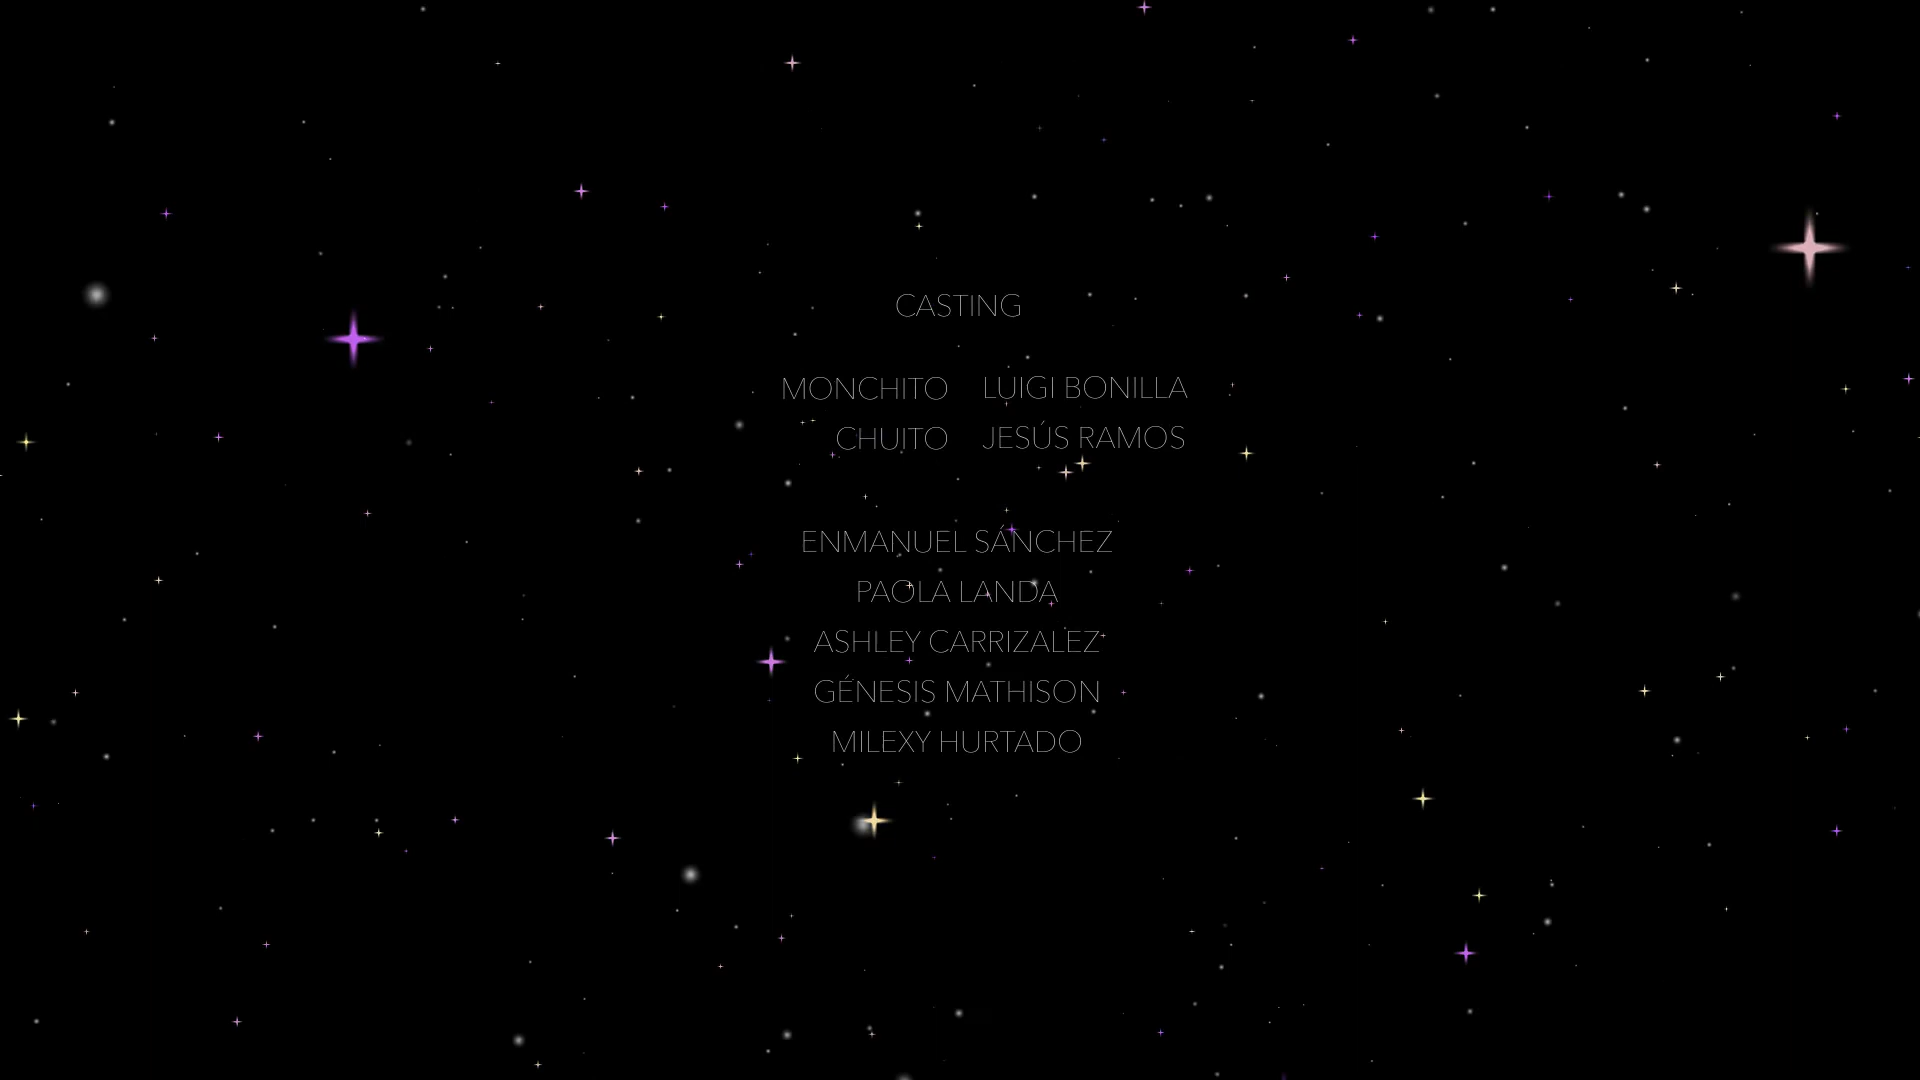 CASTING
MONCHITO LUIGI BONILLA
CHUITO JESÚS RAMOS
ENMANUEL SÁNCHEZ
PAOLA LANDA
ASHLEY CARRIZALEZ
GÉNESIS MATHISON
MILEXY HURTADO